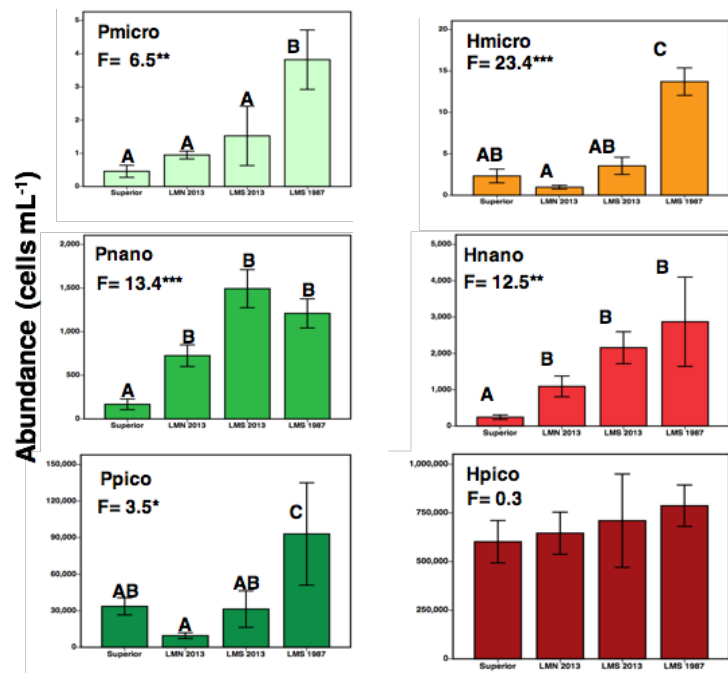 Abundance (cells mL⁻¹)
Pmicro
F= 6.5**
5
4
3
2
1
0
A
A
A
B
Superior
LMN 2013
LMS 2013
LMS 1987
Hmicro
F= 23.4***
20
15
10
5
0
AB
A
AB
C
Superior
LMN 2013
LMS 2013
LMS 1987
Pnano
F= 13.4***
2,000
1,500
1,000
500
0
A
B
B
B
Superior
LMN 2013
LMS 2013
LMS 1987
Hnano
F= 12.5**
5,000
4,000
3,000
2,000
1,000
0
A
B
B
B
Superior
LMN 2013
LMS 2013
LMS 1987
Ppico
F= 3.5*
150,000
120,000
90,000
60,000
30,000
0
AB
A
AB
C
Superior
LMN 2013
LMS 2013
LMS 1987
Hpico
F= 0.3
1,000,000
750,000
500,000
250,000
0
Superior
LMN 2013
LMS 2013
LMS 1987